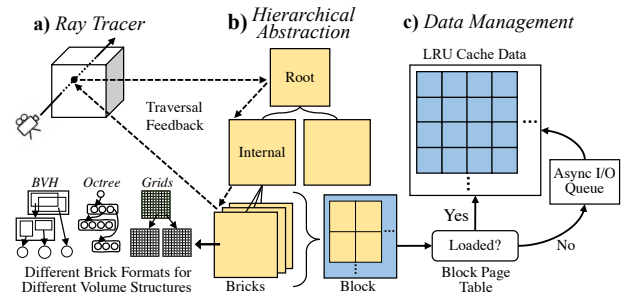 a) Ray Tracer
b) Hierarchical
Abstraction
c) Data Management
LRU Cache Data
Root
Traversal
Feedback
Internal
Async I/O
Queue
BVH
Octree
Grids
Yes
No
Loaded?
Different Brick Formats for
Different Volume Structures
Bricks
Block
Block Page
Table